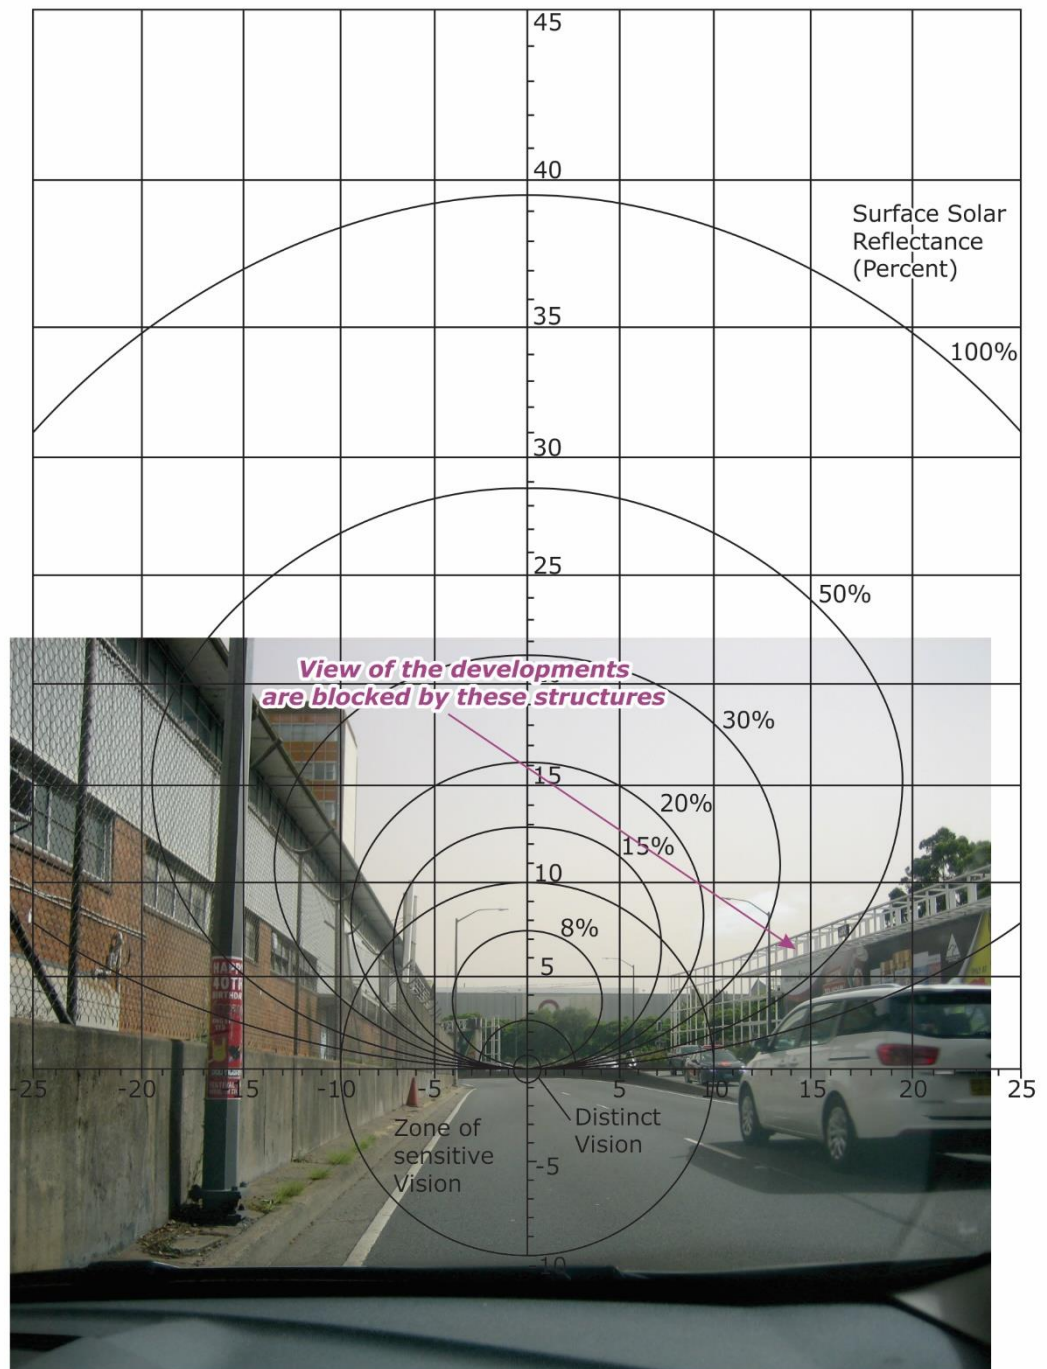 45
40
Surface Solar
Reflectance
(Percent)
35
100%
30
25
50%
View of the developments
are blocked by these structures
30%
15
20%
15%
10
8%
5
-25
-20
-15
-10
-5
5
10
15
20
25
Zone of
sensitive
Vision
Distinct
Vision
-5
-10
40TH